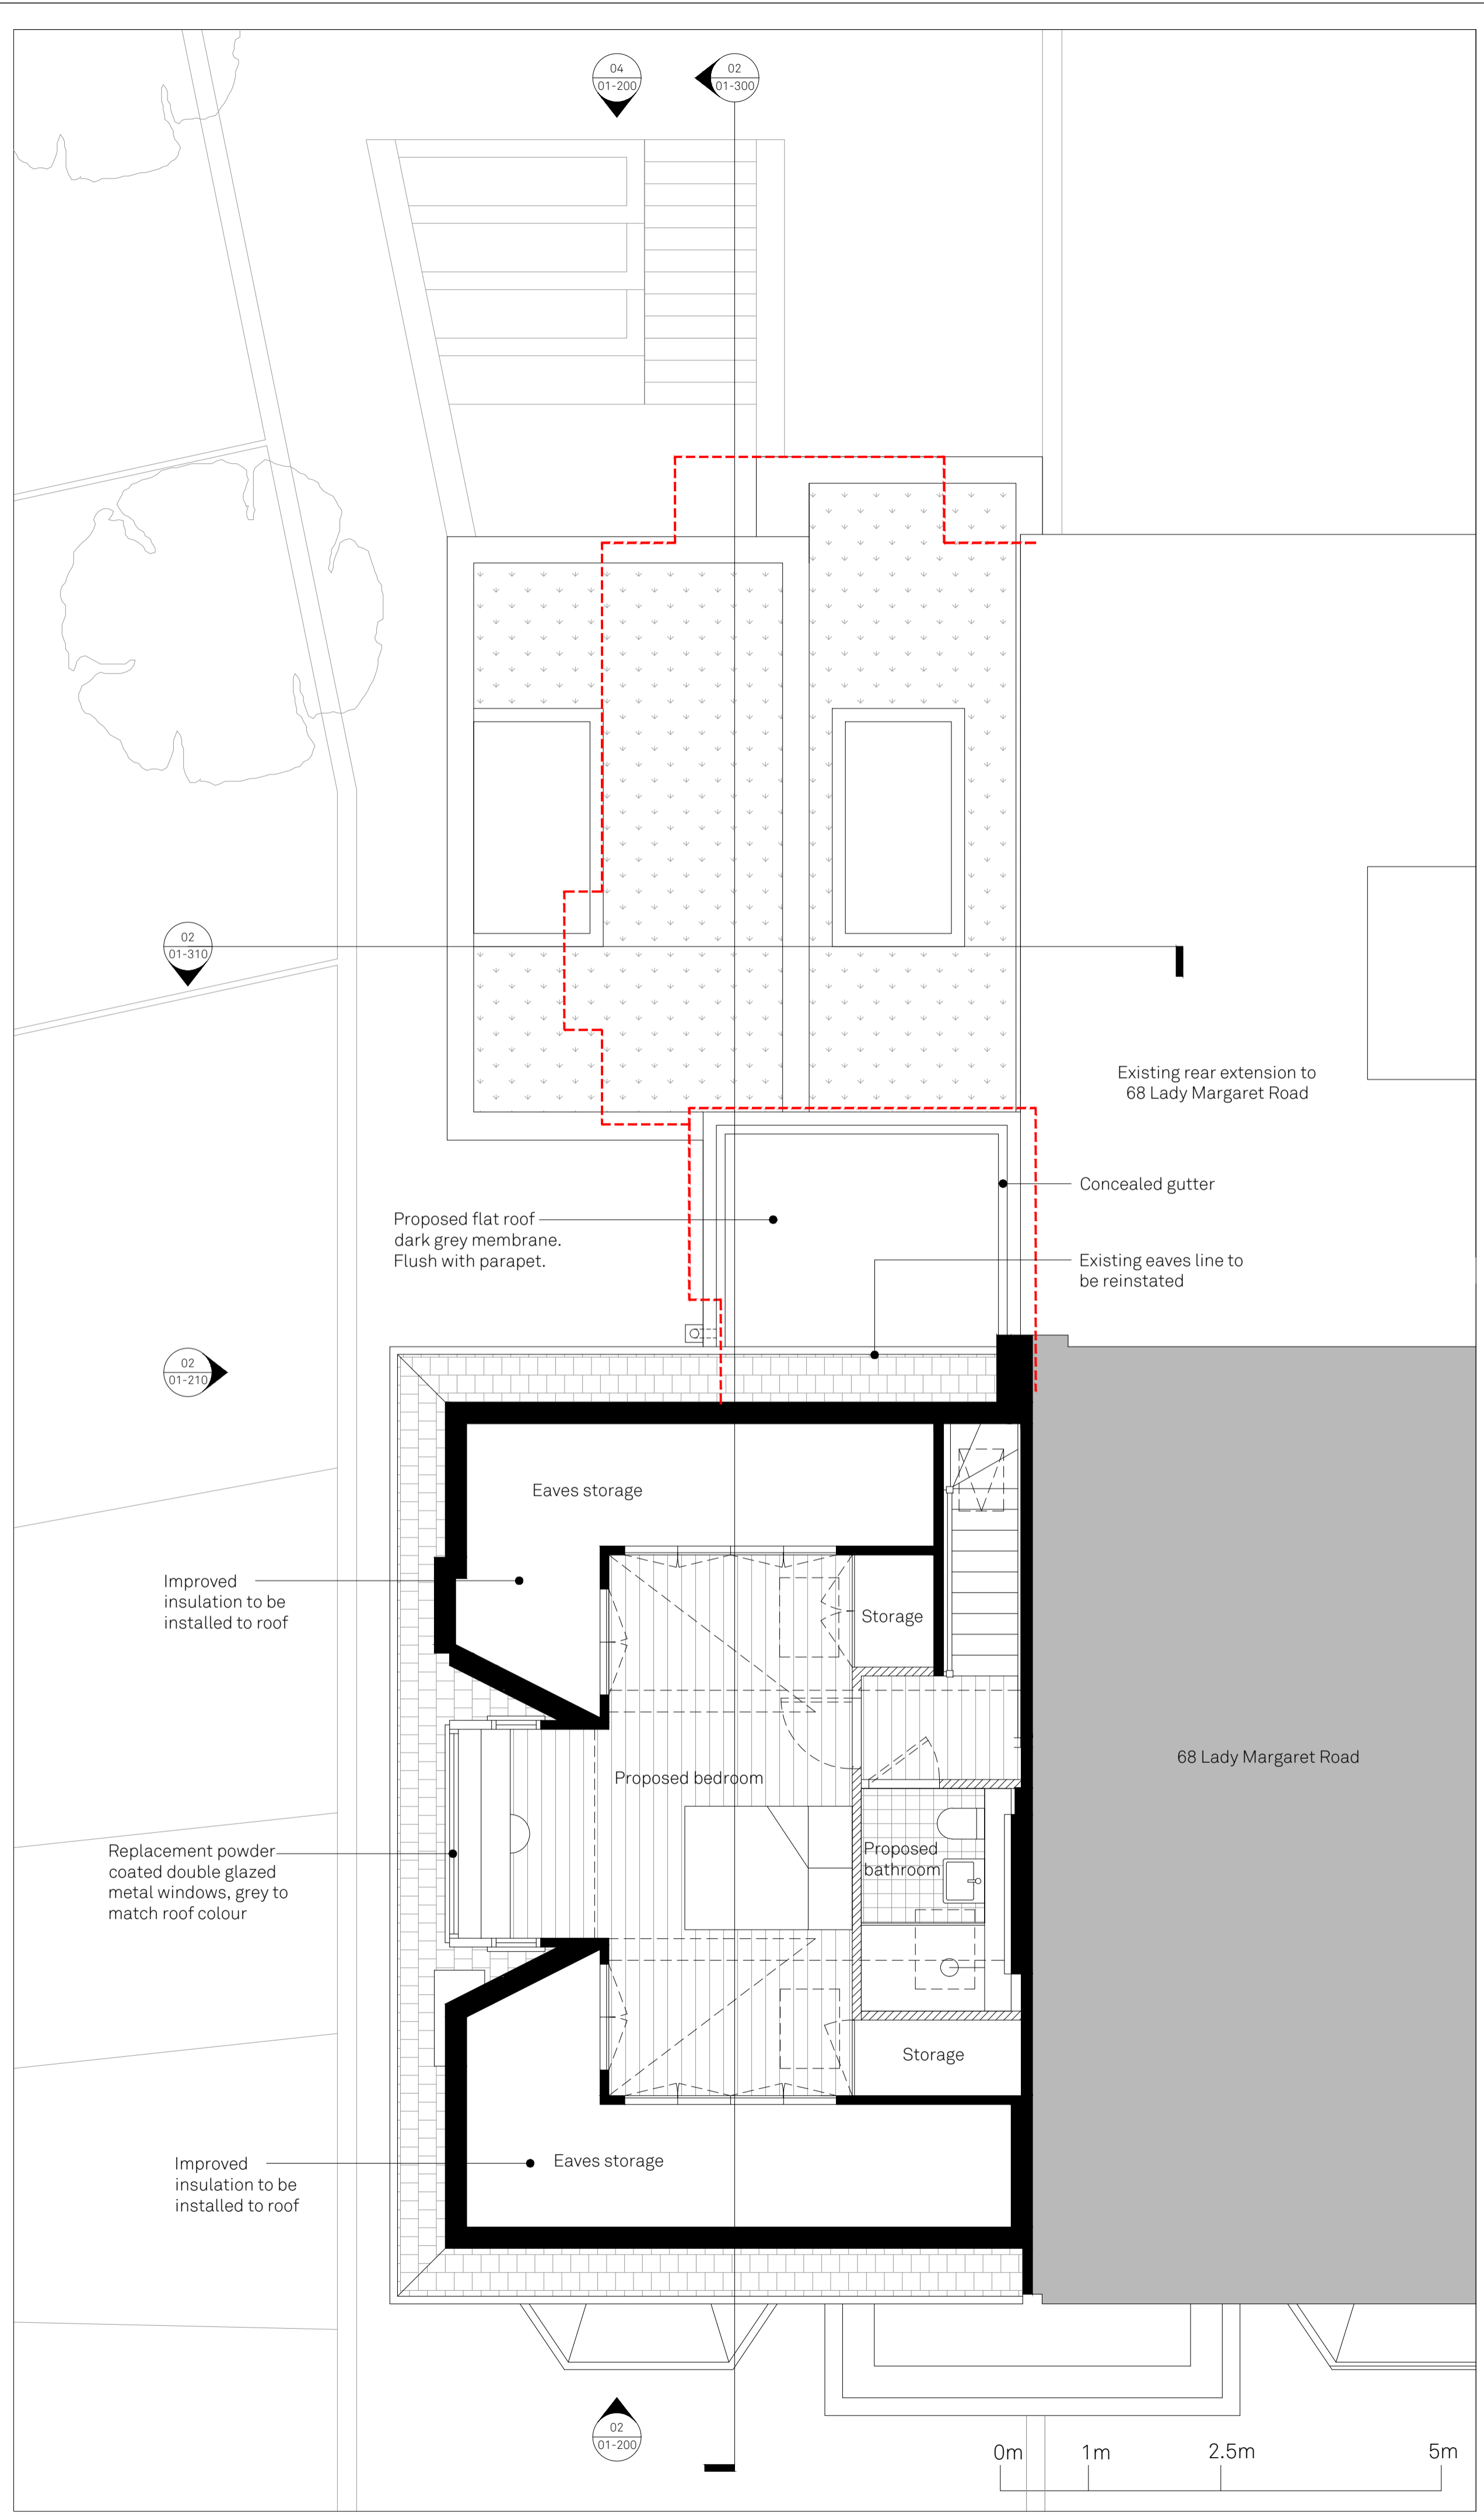 04
01-200
02
01-300
02
01-310
Existing rear extension to
68 Lady Margaret Road
Concealed gutter
Proposed flat roof
dark grey membrane.
Flush with parapet.
Existing eaves line to
be reinstated
02
01-210
Eaves storage
Improved
insulation to be
installed to roof
Storage
68 Lady Margaret Road
Proposed bedroom
Replacement powder
coated double glazed
metal windows, grey to
match roof colour
Proposed
bathroom
Storage
Improved
insulation to be
installed to roof
Eaves storage
02
01-200
0m 1m 2.5m 5m